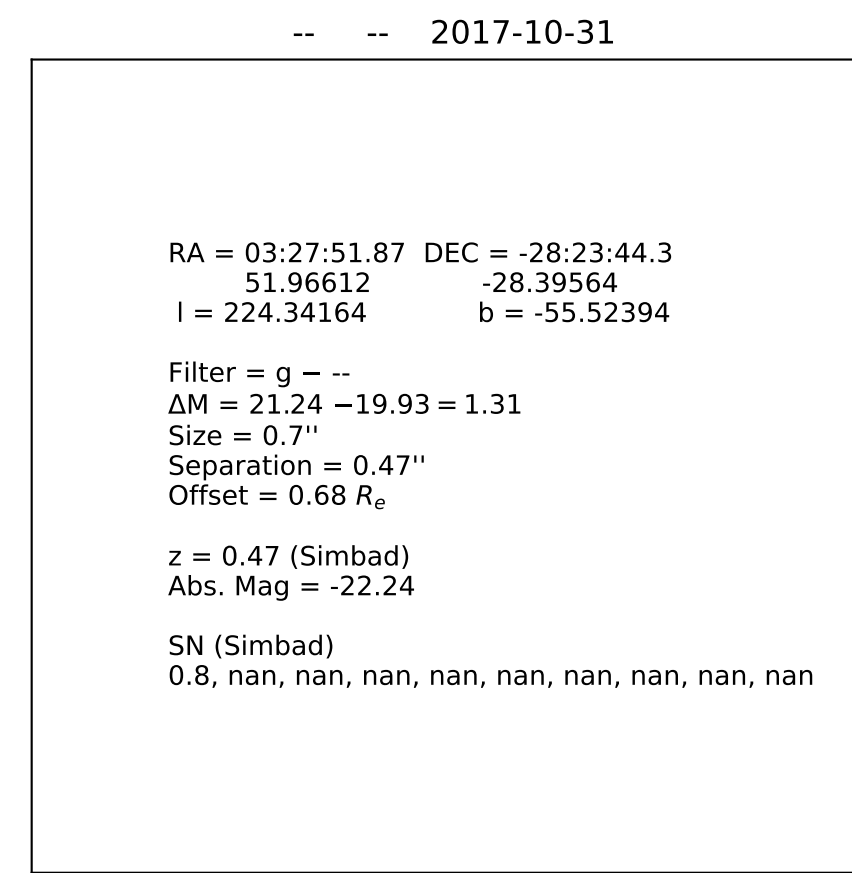 -- -- 2017-10-31
RA = 03:27:51.87 DEC = -28:23:44.3
51.96612 -28.39564
l = 224.34164 b = -55.52394
Filter = g − --
ΔM = 21.24 −19.93 = 1.31
Size = 0.7''
Separation = 0.47''
Offset = 0.68 Rₑ
z = 0.47 (Simbad)
Abs. Mag = -22.24
SN (Simbad)
0.8, nan, nan, nan, nan, nan, nan, nan, nan, nan